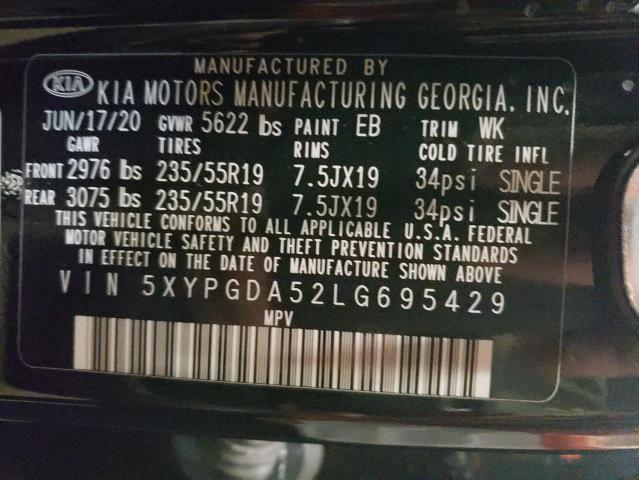 MANUFACTURED BY
KIA KIA MOTORS MANUFACTURING GEORGIA, INC.
JUN/17/20 GVWR 5622 lbs PAINT EB TRIM WK
GAWR TIRES RIMS COLD TIRE INFL
FRONT 2976 lbs 235/55R19 7.5JX19 34psi SINGLE
REAR 3075 lbs 235/55R19 7.5JX19 34psi SINGLE
THIS VEHICLE CONFORMS TO ALL APPLICABLE U.S.A. FEDERAL
MOTOR VEHICLE SAFETY AND THEFT PREVENTION STANDARDS
IN EFFECT ON THE DATE OF MANUFACTURE SHOWN ABOVE
VIN 5XYPGDA52LG695429
MPV